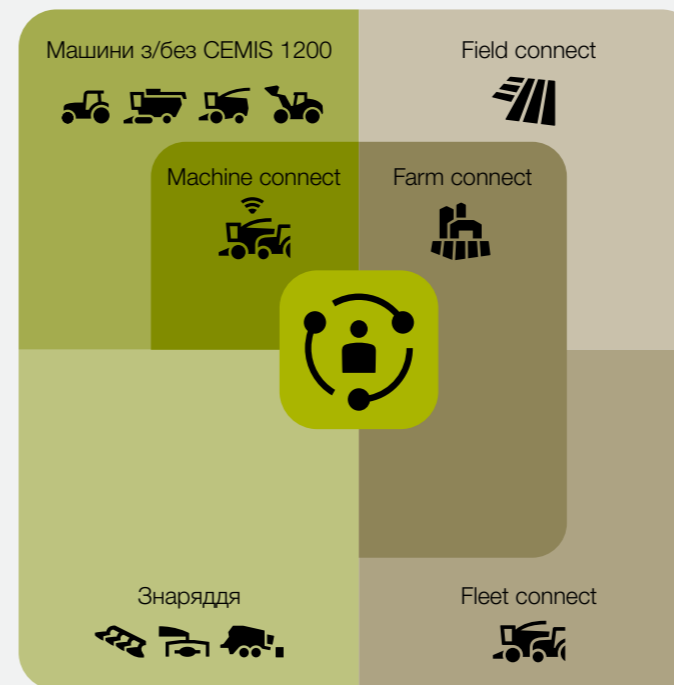 Машини з/без CEMIS 1200
Field connect
Machine connect
Farm connect
Знаряддя
Fleet connect